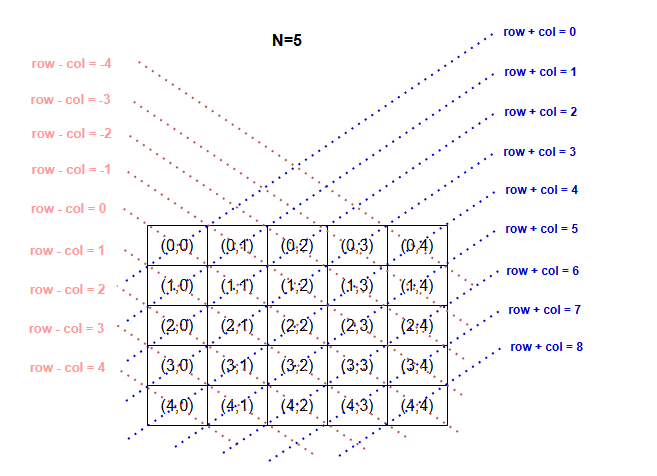 row + col = 0
N=5
row - col = -4
row + col = 1
row - col = -3
row + col = 2
row - col = -2
row + col = 3
row - col = -1
row + col = 4
row - col = 0
row + col = 5
(0,0) (0,1) (0,2) (0,3) (0,4)
row - col = 1
row + col = 6
(1,0) (1,1) (1,2) (1,3) (1,4)
row - col = 2
row + col = 7
(2,0) (2,1) (2,2) (2,3) (2,4)
row - col = 3
row + col = 8
(3,0) (3,1) (3,2) (3,3) (3,4)
row - col = 4
(4,0) (4,1) (4,2) (4,3) (4,4)